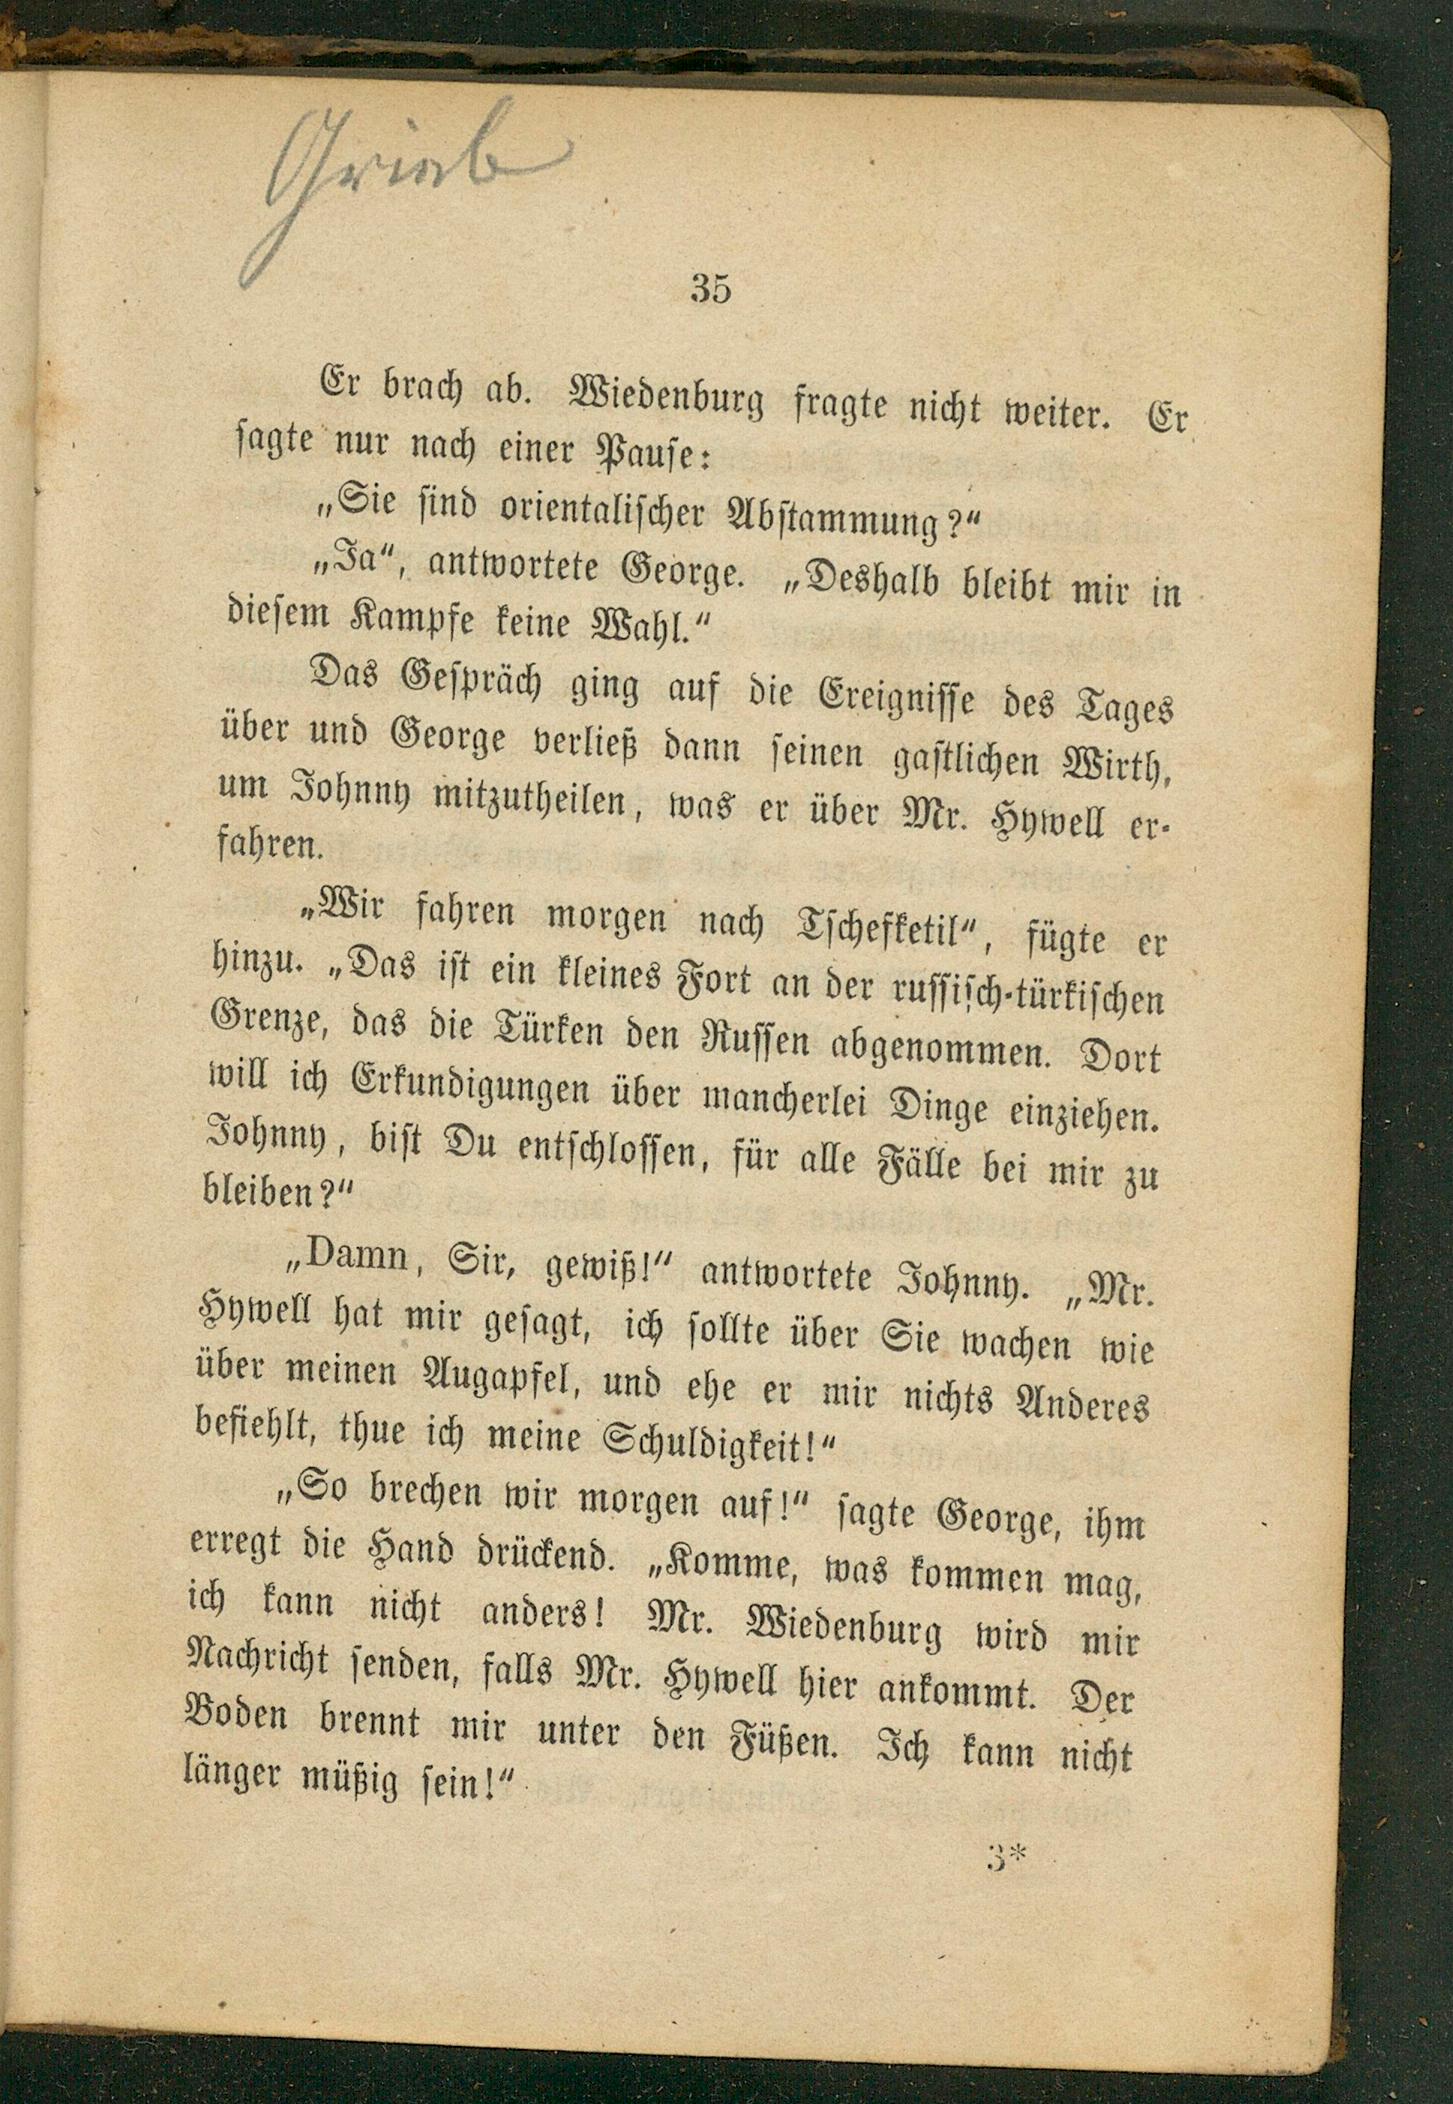 Grieb
35
Er brach ab. Wiedenburg fragte nicht weiter. Er
sagte nur nach einer Pause:
„Sie sind orientalischer Abstammung?“
„Ja“, antwortete George. „Deshalb bleibt mir in
diesem Kampfe keine Wahl.“
Das Gespräch ging auf die Ereignisse des Tages
über und George verließ dann seinen gastlichen Wirth,
um Johnny mitzutheilen, was er über Mr. Hywell er-
fahren.
„Wir fahren morgen nach Tschefketil“, fügte er
hinzu. „Das ist ein kleines Fort an der russisch-türkischen
Grenze, das die Türken den Russen abgenommen. Dort
will ich Erkundigungen über mancherlei Dinge einziehen.
Johnny, bist Du entschlossen, für alle Fälle bei mir zu
bleiben?“
„Damn, Sir, gewiß!“ antwortete Johnny. „Mr.
Hywell hat mir gesagt, ich sollte über Sie wachen wie
über meinen Augapfel, und ehe er mir nichts Anderes
befiehlt, thue ich meine Schuldigkeit!“
„So brechen wir morgen auf!“ sagte George, ihm
erregt die Hand drückend. „Komme, was kommen mag,
ich kann nicht anders! Mr. Wiedenburg wird mir
Nachricht senden, falls Mr. Hywell hier ankommt. Der
Boden brennt mir unter den Füßen. Ich kann nicht
länger müßig sein!“
3*